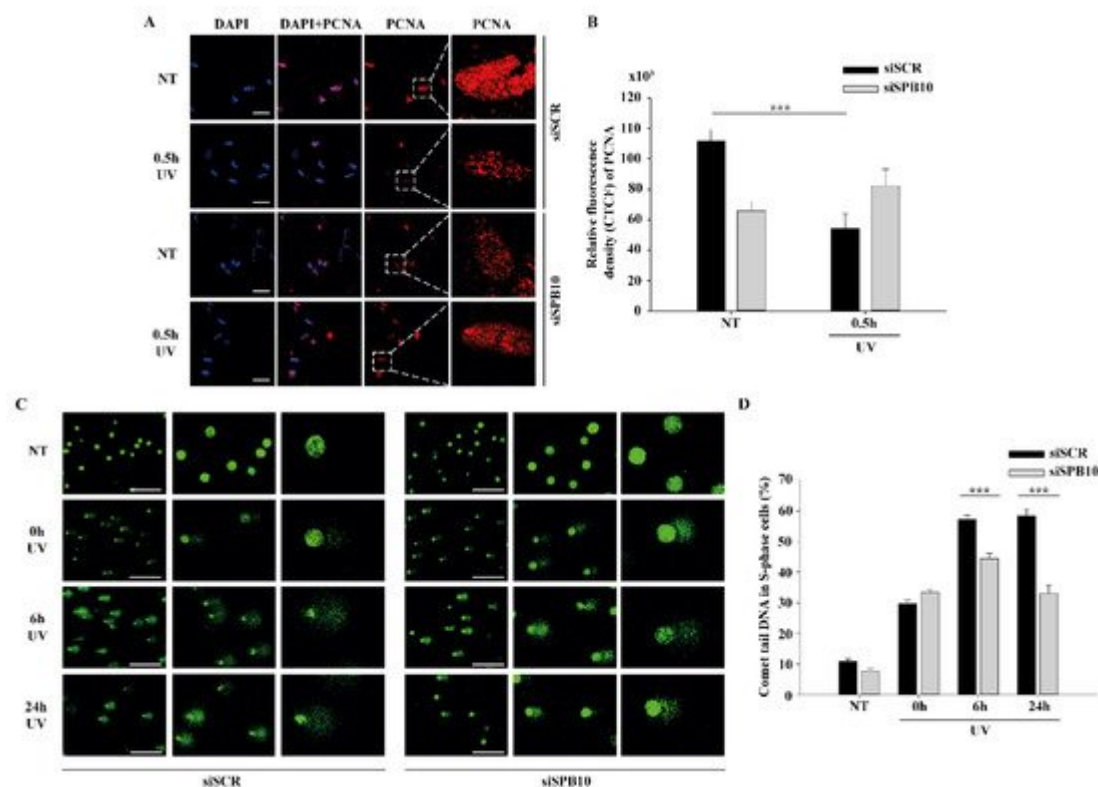 A
DAPI DAPI+PCNA PCNA PCNA
NT
0.5h
UV
NT
0.5h
UV
siSCR
siSPB10
B
siSCR
siSPB10
Relative fluorescence
density (CTCF) of PCNA
120
110
80
60
40
20
0
***
NT 0.5h
UV
C
NT
0h
UV
6h
UV
24h
UV
siSCR siSPB10
D
siSCR
siSPB10
Comet tail DNA in S-phase cells (%)
70
60
50
40
30
20
10
0
*** ***
NT 0h 6h 24h
UV